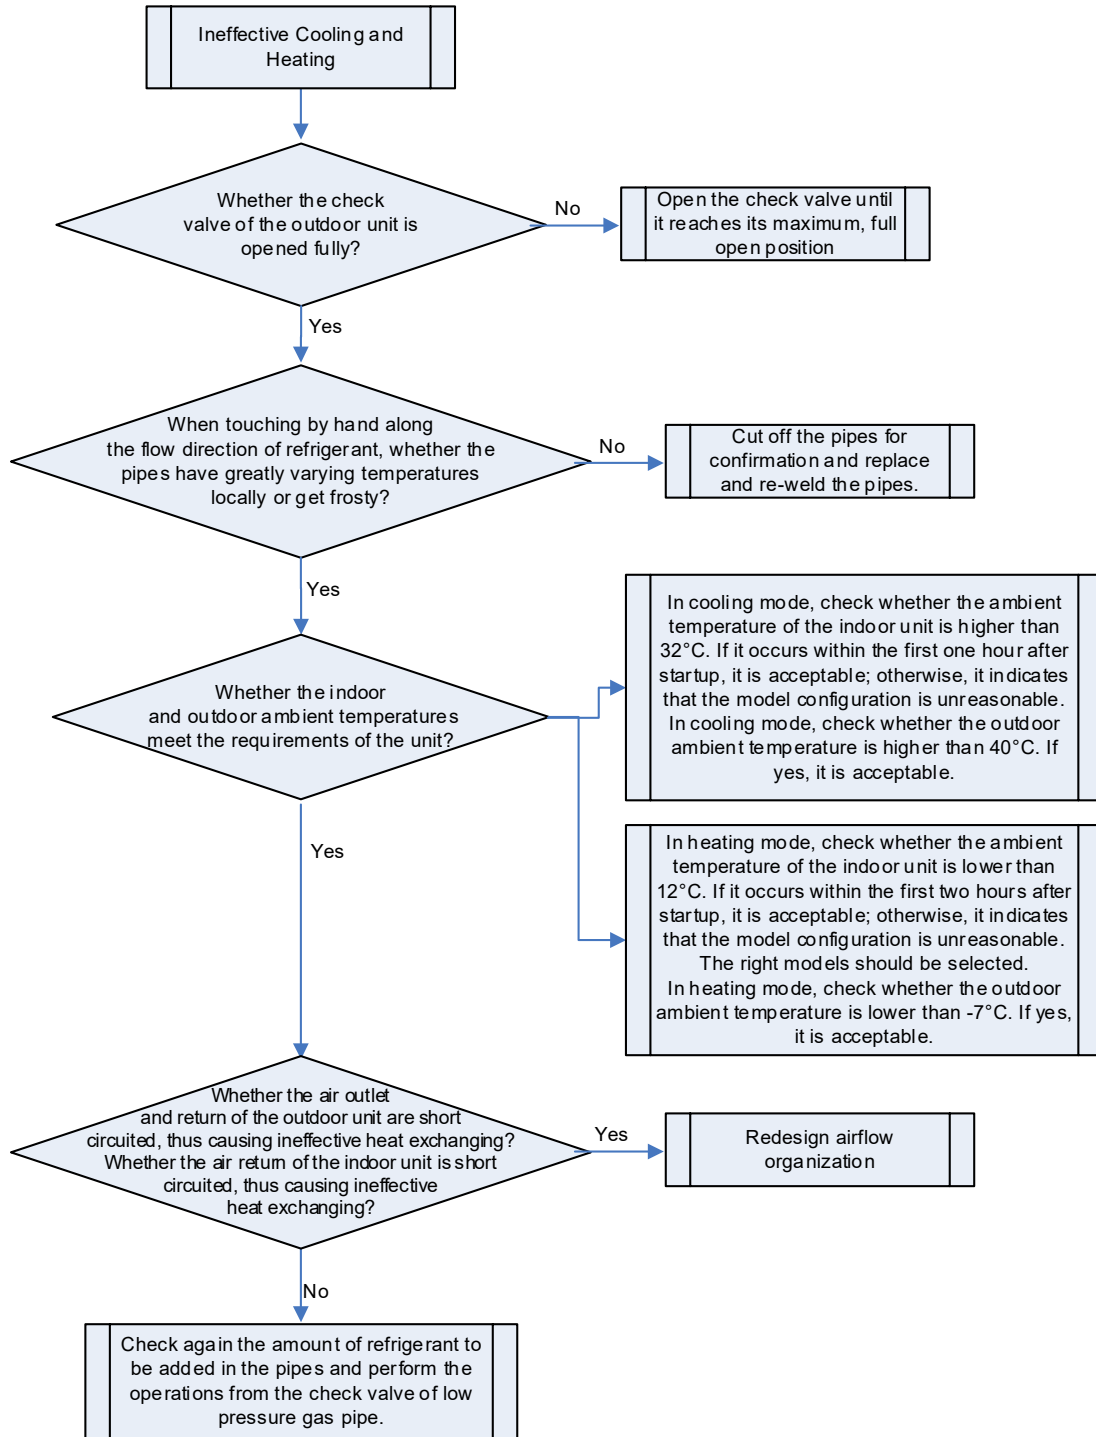 Ineffective Cooling and
Heating
Whether the check
valve of the outdoor unit is
opened fully?
No
Open the check valve until
it reaches its maximum, full
open position
Yes
When touching by hand along
the flow direction of refrigerant, whether the
pipes have greatly varying temperatures
locally or get frosty?
No
Cut off the pipes for
confirmation and replace
and re-weld the pipes.
Yes
Whether the indoor
and outdoor ambient temperatures
meet the requirements of the unit?
In cooling mode, check whether the ambient
temperature of the indoor unit is higher than
32°C. If it occurs within the first one hour after
startup, it is acceptable; otherwise, it indicates
that the model configuration is unreasonable.
In cooling mode, check whether the outdoor
ambient temperature is higher than 40°C. If
yes, it is acceptable.
In heating mode, check whether the ambient
temperature of the indoor unit is lower than
12°C. If it occurs within the first two hours after
startup, it is acceptable; otherwise, it indicates
that the model configuration is unreasonable.
The right models should be selected.
In heating mode, check whether the outdoor
ambient temperature is lower than -7°C. If yes,
it is acceptable.
Yes
Whether the air outlet
and return of the outdoor unit are short
circuited, thus causing ineffective heat exchanging?
Whether the air return of the indoor unit is short
circuited, thus causing ineffective
heat exchanging?
Yes
Redesign airflow
organization
No
Check again the amount of refrigerant to
be added in the pipes and perform the
operations from the check valve of low
pressure gas pipe.